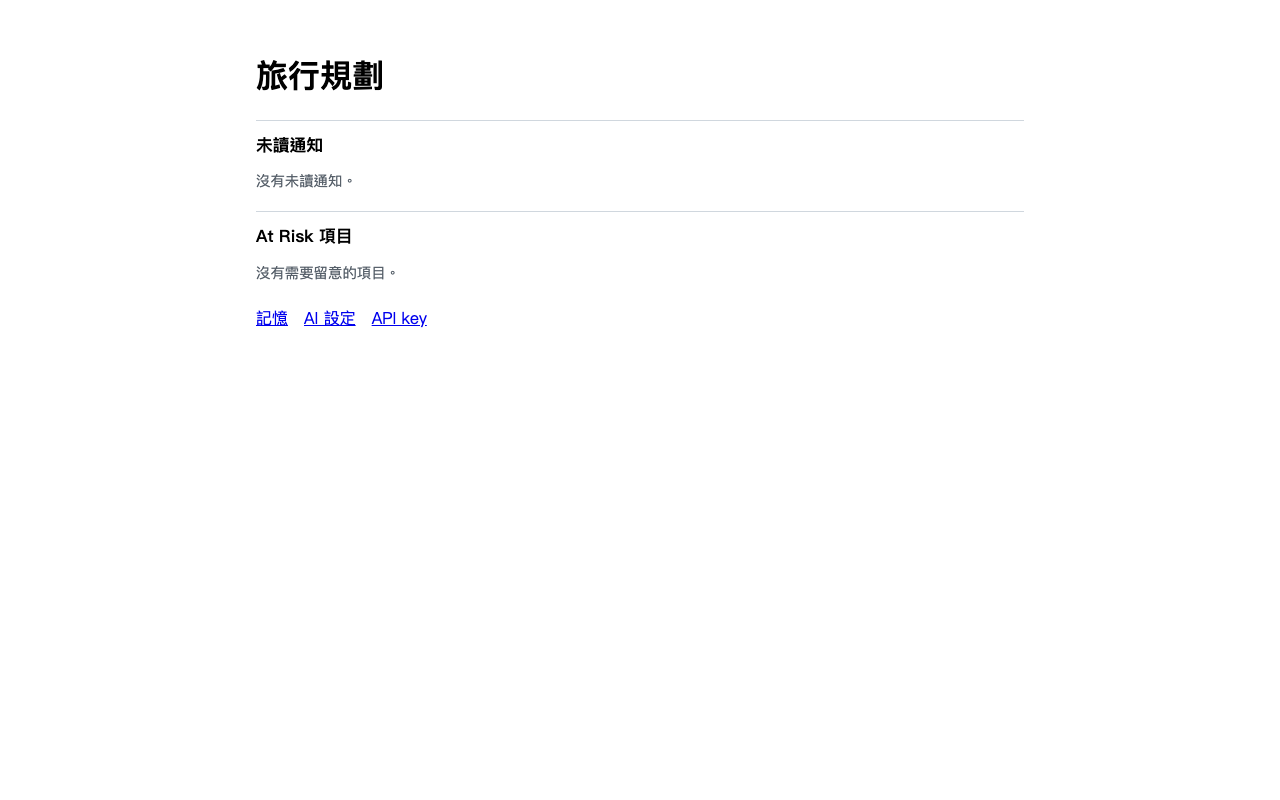 旅行規劃
未讀通知
沒有未讀通知。
At Risk 項目
沒有需要留意的項目。
記憶 AI 設定 API key